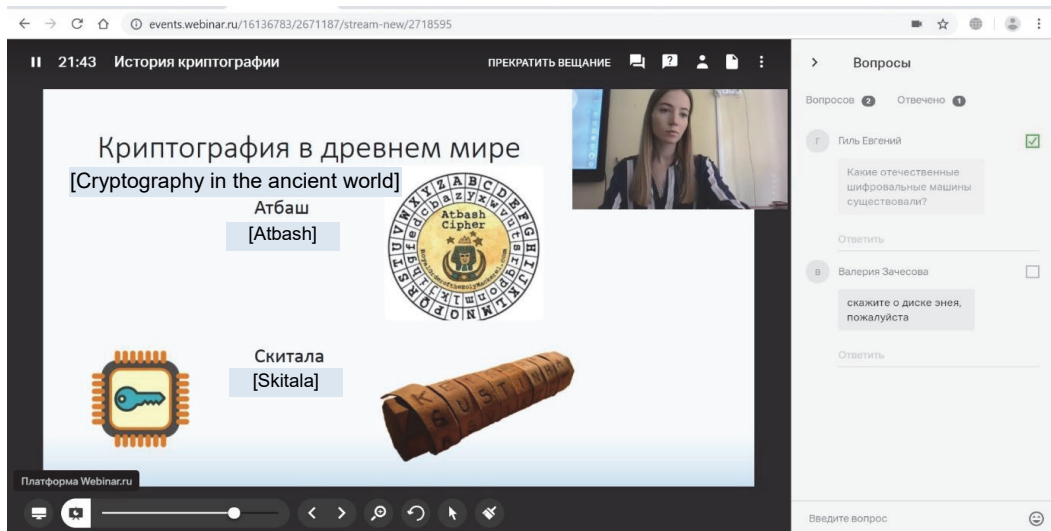 events.webinar.ru/16136783/2671187/stream-new/2718595
21:43 История криптографии
ПРЕКРАТИТЬ ВЕЩАНИЕ
Криптография в древнем мире
[Cryptography in the ancient world]
Атбаш
[Atbash]
Atbash
Cipher
Скитала
[Skitala]
Платформа Webinar.ru
Вопросы
Вопросов 2 Отвечено 1
Г Гиль Евгений
Какие отечественные
шифровальные машины
существовали?
Ответить
В Валерия Зачесова
скажите о диске энея,
пожалуйста
Ответить
Введите вопрос